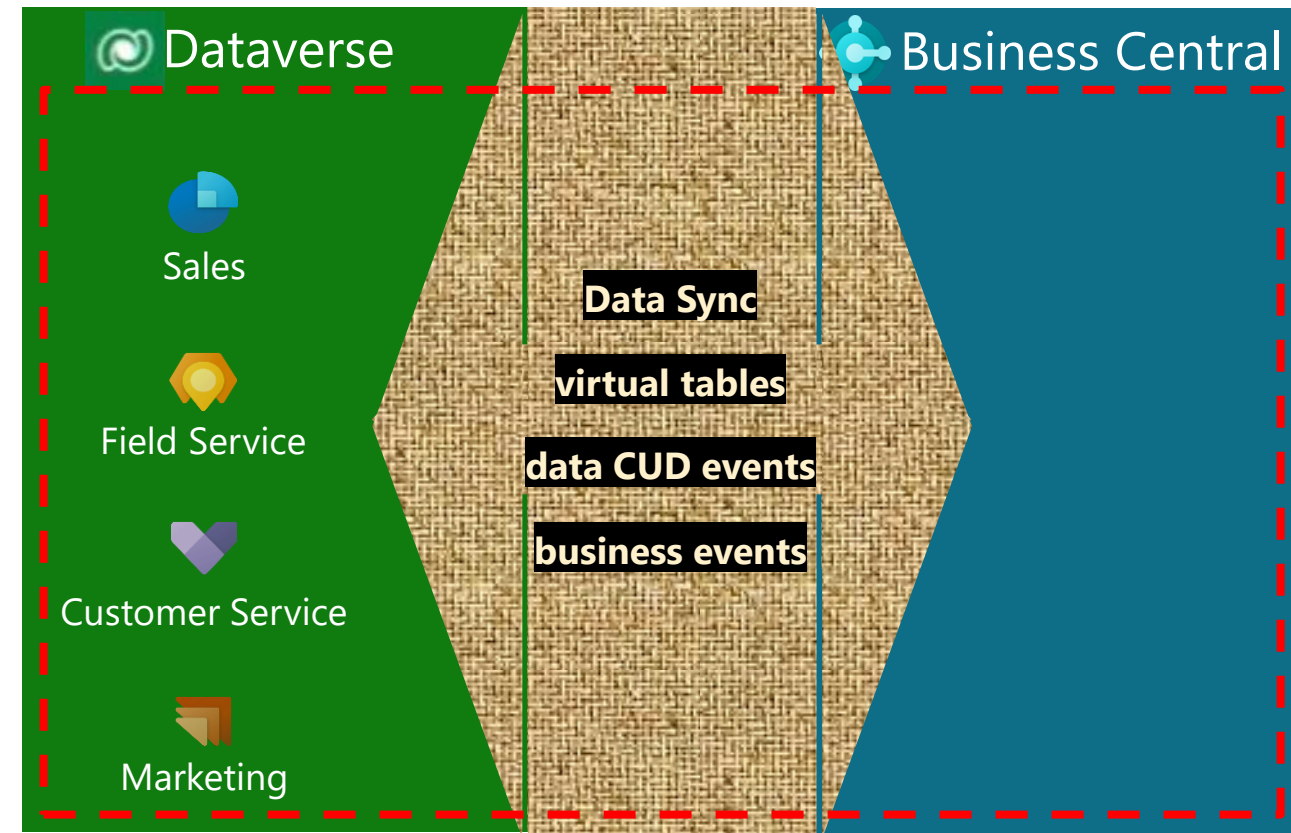 Dataverse
Business Central
Sales
Field Service
Customer Service
Marketing
Data Sync
virtual tables
data CUD events
business events